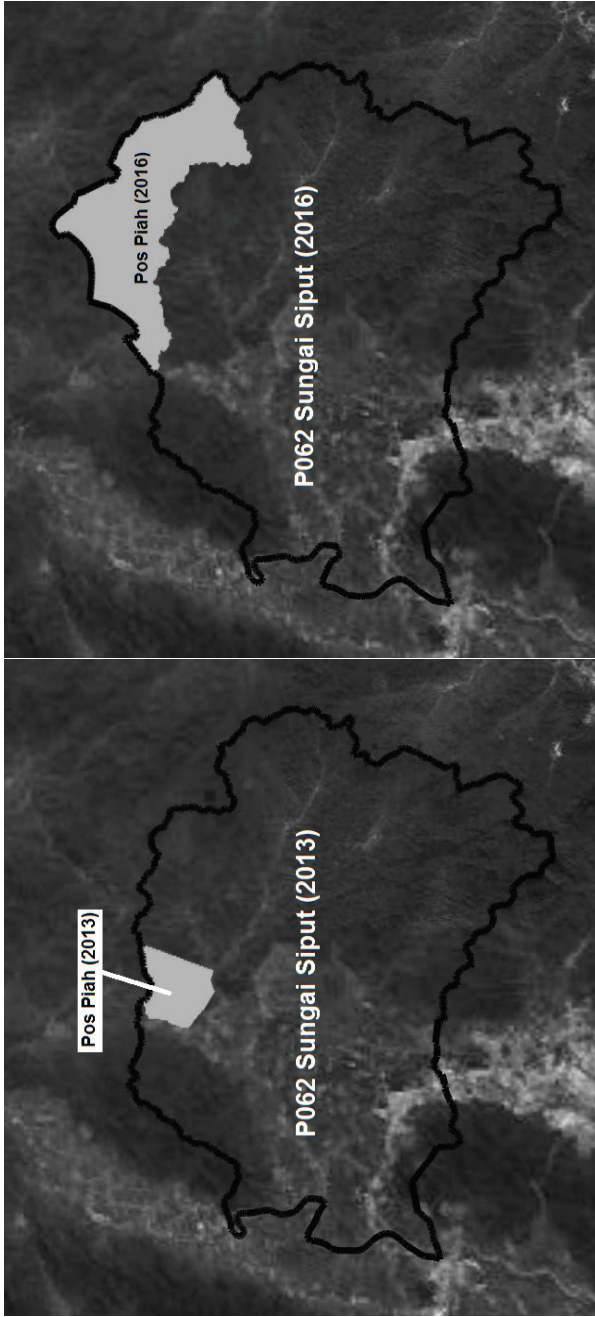 Pos Piah (2013)
P062 Sungai Siput (2013)
Pos Piah (2016)
P062 Sungai Siput (2016)